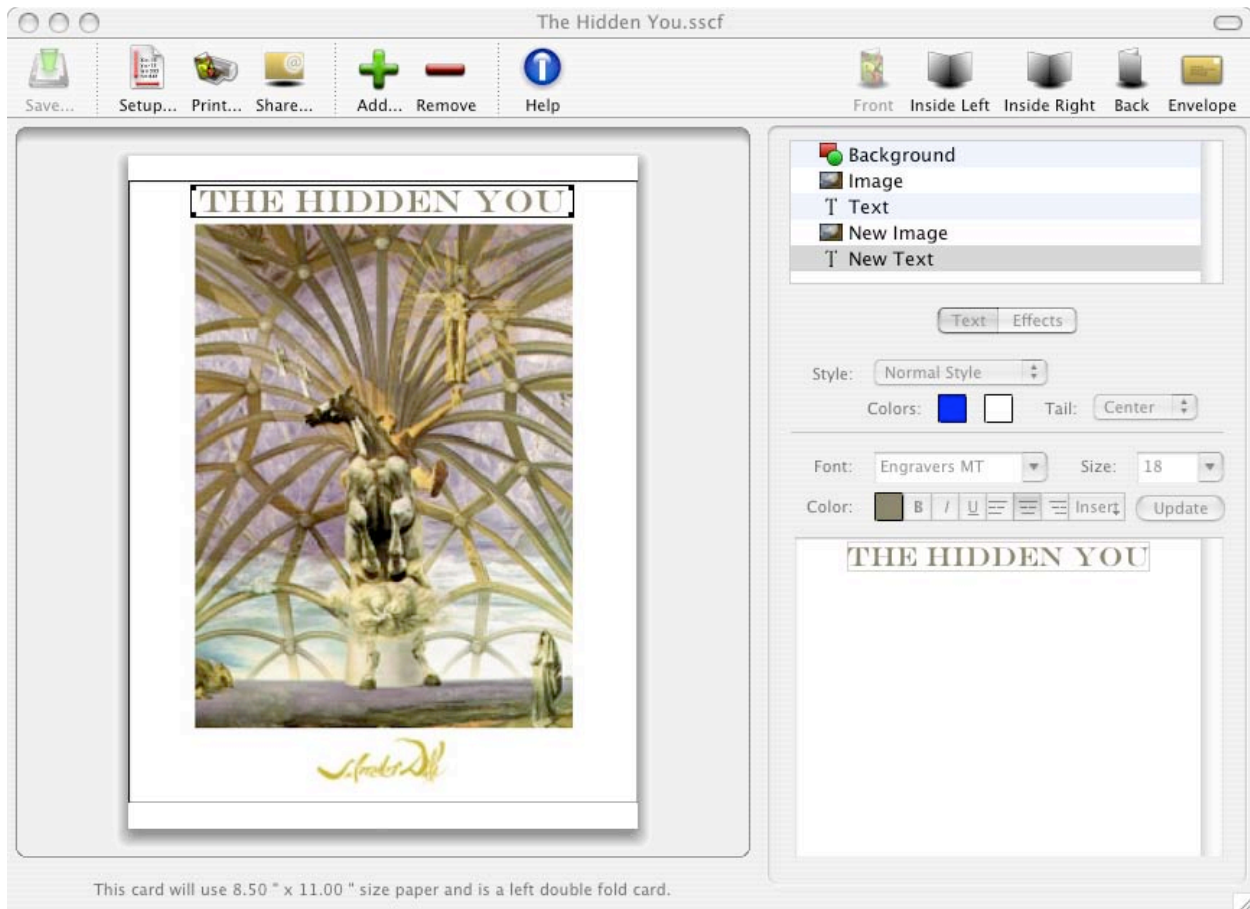 The Hidden You.sscf
Save... Setup... Print... Share... Add... Remove Help Front Inside Left Inside Right Back Envelope
THE HIDDEN YOU
Background
Image
T Text
New Image
T New Text
Text Effects
Style: Normal Style
Colors: Tail: Center
Font: Engravers MT Size: 18
Color: B I U Insert Update
THE HIDDEN YOU
This card will use 8.50 " x 11.00 " size paper and is a left double fold card.